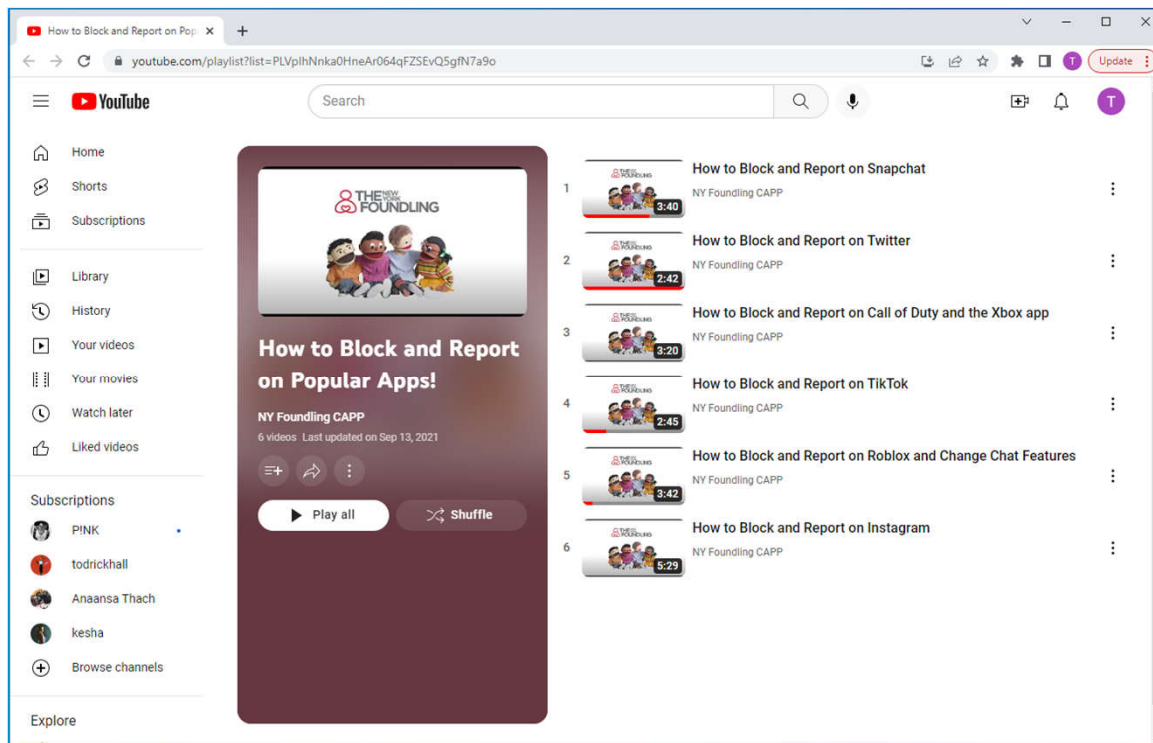 How to Block and Report on Pop
youtube.com/playlist?list=PLVpIhNnka0HneAr064qFZSEvQ5gfN7a9o
T
Update
YouTube
Search
T
Home
Shorts
Subscriptions
Library
History
Your videos
Your movies
Watch later
Liked videos
Subscriptions
P!NK
todrickhall
Anaansa Thach
kesha
Browse channels
Explore
THE NEW YORK
FOUNDLING
How to Block and Report
on Popular Apps!
NY Foundling CAPP
6 videos Last updated on Sep 13, 2021
Play all
Shuffle
1
3:40
How to Block and Report on Snapchat
NY Foundling CAPP
2
2:42
How to Block and Report on Twitter
NY Foundling CAPP
3
3:20
How to Block and Report on Call of Duty and the Xbox app
NY Foundling CAPP
4
2:45
How to Block and Report on TikTok
NY Foundling CAPP
5
3:42
How to Block and Report on Roblox and Change Chat Features
NY Foundling CAPP
6
5:29
How to Block and Report on Instagram
NY Foundling CAPP